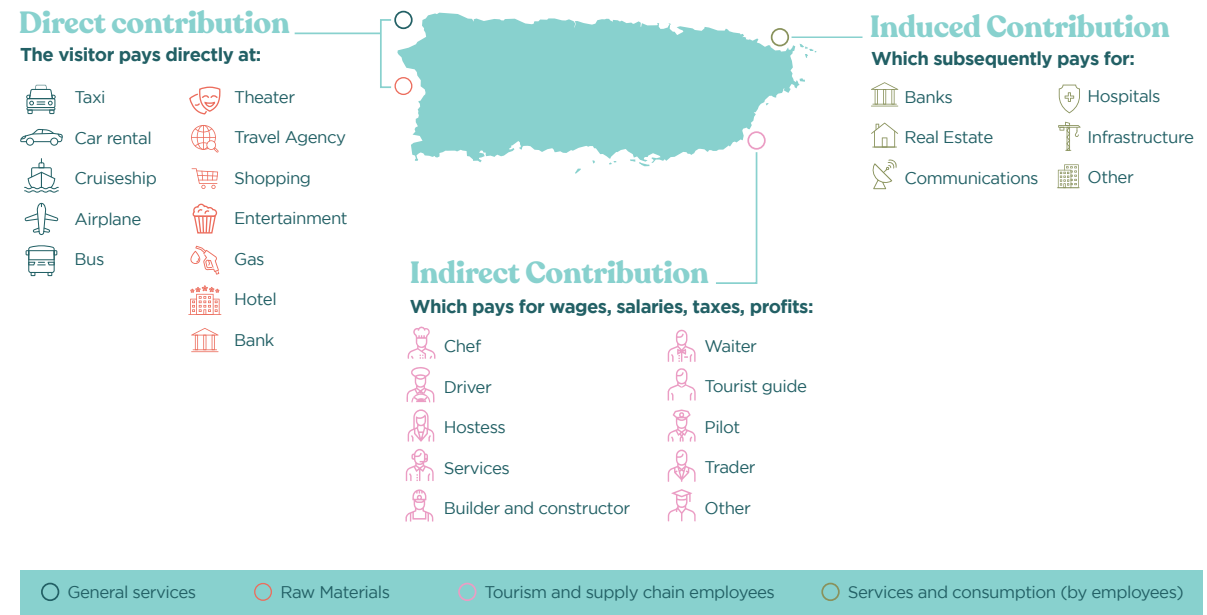 Direct contribution
The visitor pays directly at:
Taxi
Car rental
Cruiseship
Airplane
Bus
Theater
Travel Agency
Shopping
Entertainment
Gas
Hotel
Bank
Induced Contribution
Which subsequently pays for:
Banks
Real Estate
Communications
Hospitals
Infrastructure
Other
Indirect Contribution
Which pays for wages, salaries, taxes, profits:
Chef
Driver
Hostess
Services
Builder and constructor
Waiter
Tourist guide
Pilot
Trader
Other
General services
Raw Materials
Tourism and supply chain employees
Services and consumption (by employees)